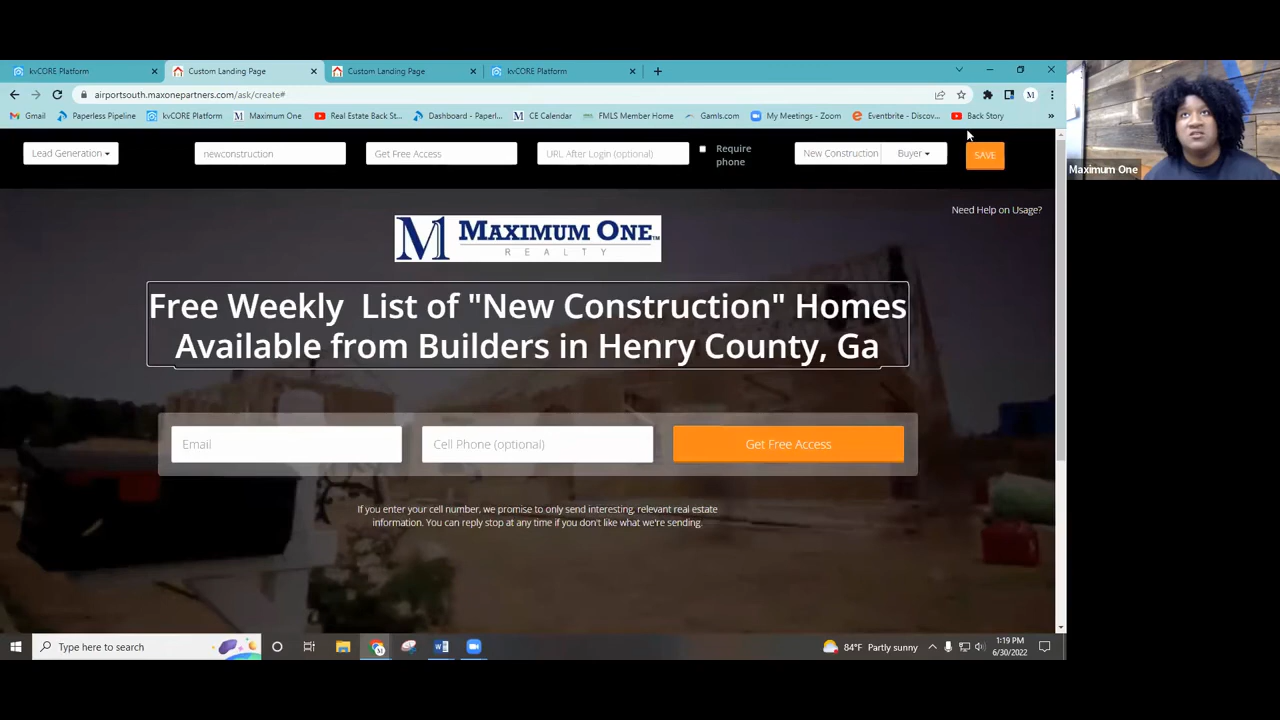 kvCORE Platform
Custom Landing Page
Custom Landing Page
kvCORE Platform
airportsouth.maxonepartners.com/ask/create#
Gmail
Paperless Pipeline
kvCORE Platform
Maximum One
Real Estate Back St...
Dashboard - Paperl...
CE Calendar
FMLS Member Home
Gamls.com
My Meetings - Zoom
Eventbrite - Discov...
Back Story
Lead Generation
newconstruction
Get Free Access
URL After Login (optional)
Require
phone
New Construction
Buyer
SAVE
Maximum One
Need Help on Usage?
M MAXIMUM ONE™
REALTY
Free Weekly  List of "New Construction" Homes
Available from Builders in Henry County, Ga
Email
Cell Phone (optional)
Get Free Access
If you enter your cell number, we promise to only send interesting, relevant real estate
information. You can reply stop at any time if you don't like what we're sending.
Type here to search
84°F Partly sunny
1:19 PM
6/30/2022